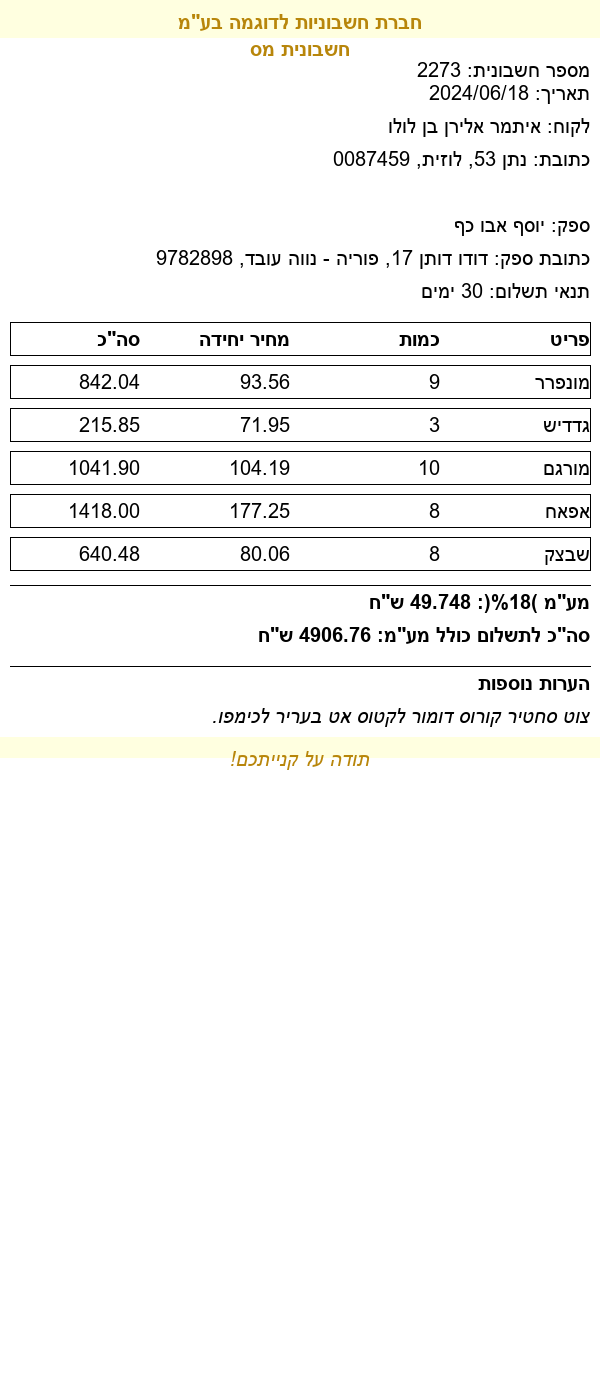 חברת חשבוניות לדוגמה בע"מ
חשבונית מס
מספר חשבונית: 2273
תאריך: 2024/06/18
לקוח: איתמר אלירן בן לולו
כתובת: נתן 53, לוזית, 0087459
ספק: יוסף אבו כף
כתובת ספק: דודו דותן 17, פוריה - נווה עובד, 9782898
תנאי תשלום: 30 ימים
פריט כמות מחיר יחידה סה"כ
מונפרר 9 93.56 842.04
גדדיש 3 71.95 215.85
מורגם 10 104.19 1041.90
אפאח 8 177.25 1418.00
שבצק 8 80.06 640.48
מע"מ )18%(: 49.748 ש"ח
סה"כ לתשלום כולל מע"מ: 4906.76 ש"ח
הערות נוספות
צוט סחטיר קורוס דומור לקטוס אט בעריר לכימפו.
תודה על קנייתכם!